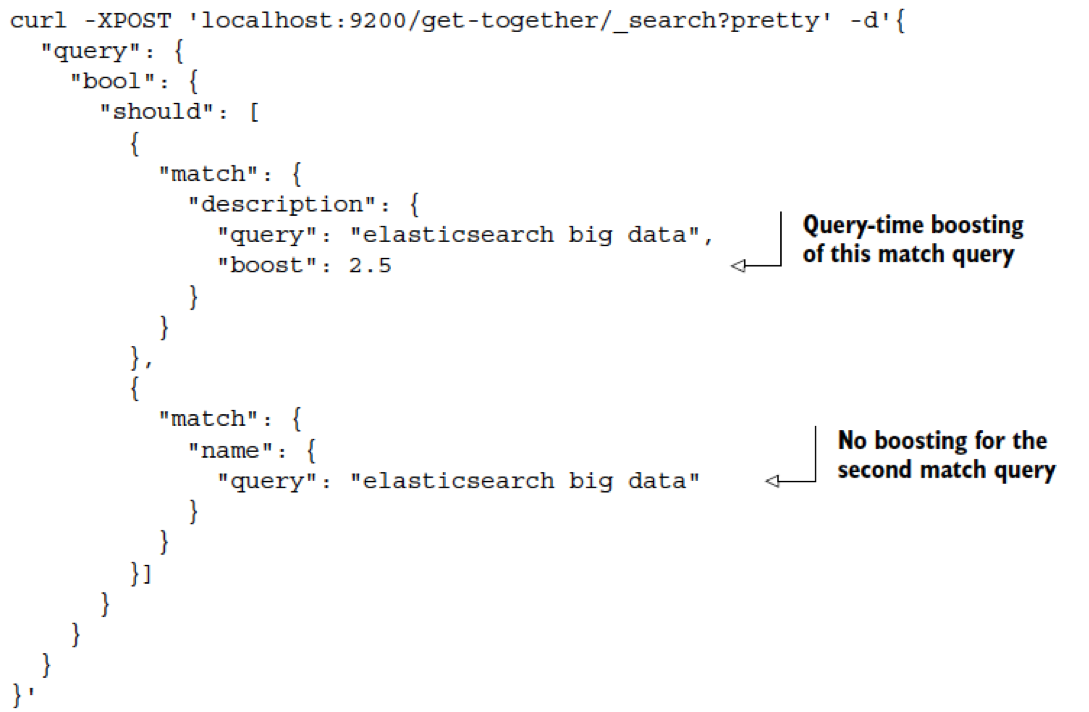 curl -XPOST 'localhost:9200/get-together/_search?pretty' -d'{
  "query": {
    "bool": {
      "should": [
        {
          "match": {
            "description": {
              "query": "elasticsearch big data",
              "boost": 2.5
            }
          }
        },
        {
          "match": {
            "name": {
              "query": "elasticsearch big data"
            }
          }
        }]
      }
    }
  }
}'
Query-time boosting
of this match query
No boosting for the
second match query